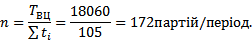 n = T_ВЦ / ∑ t_i = 18060 / 105 = 172партій/період.